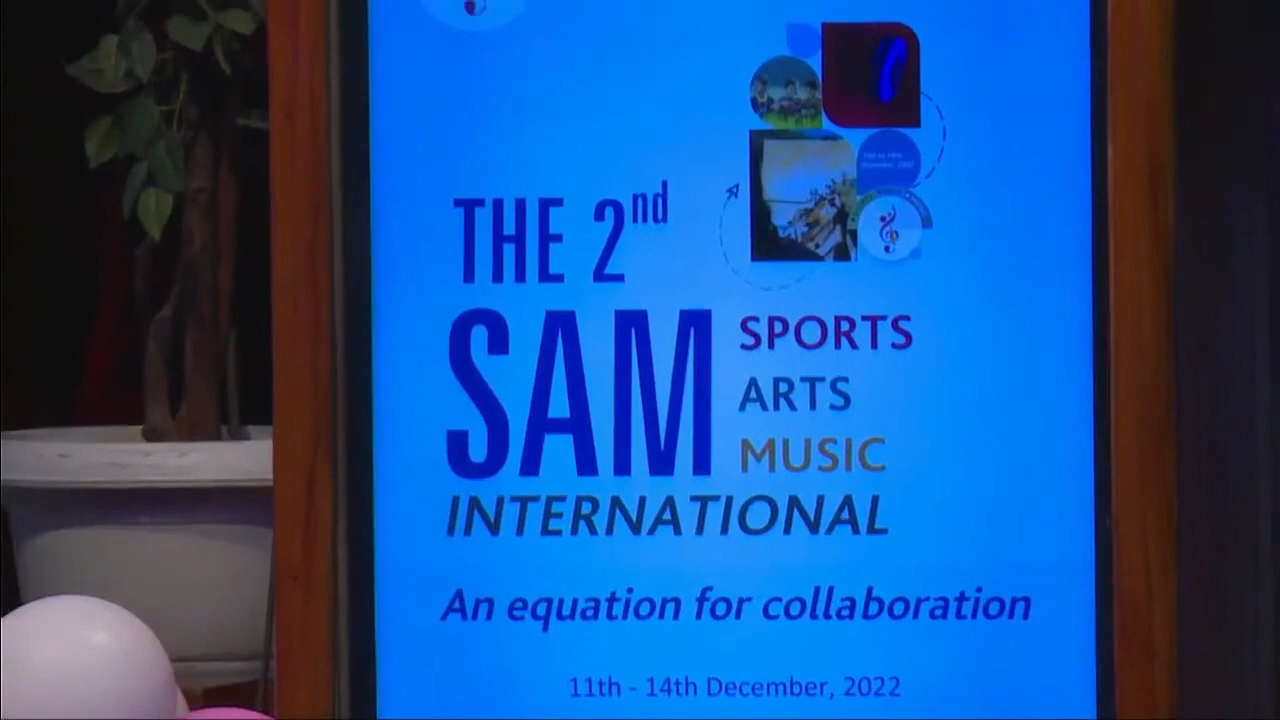 THE 2nd
SAM
SPORTS
ARTS
MUSIC
INTERNATIONAL
An equation for collaboration
11th - 14th December, 2022